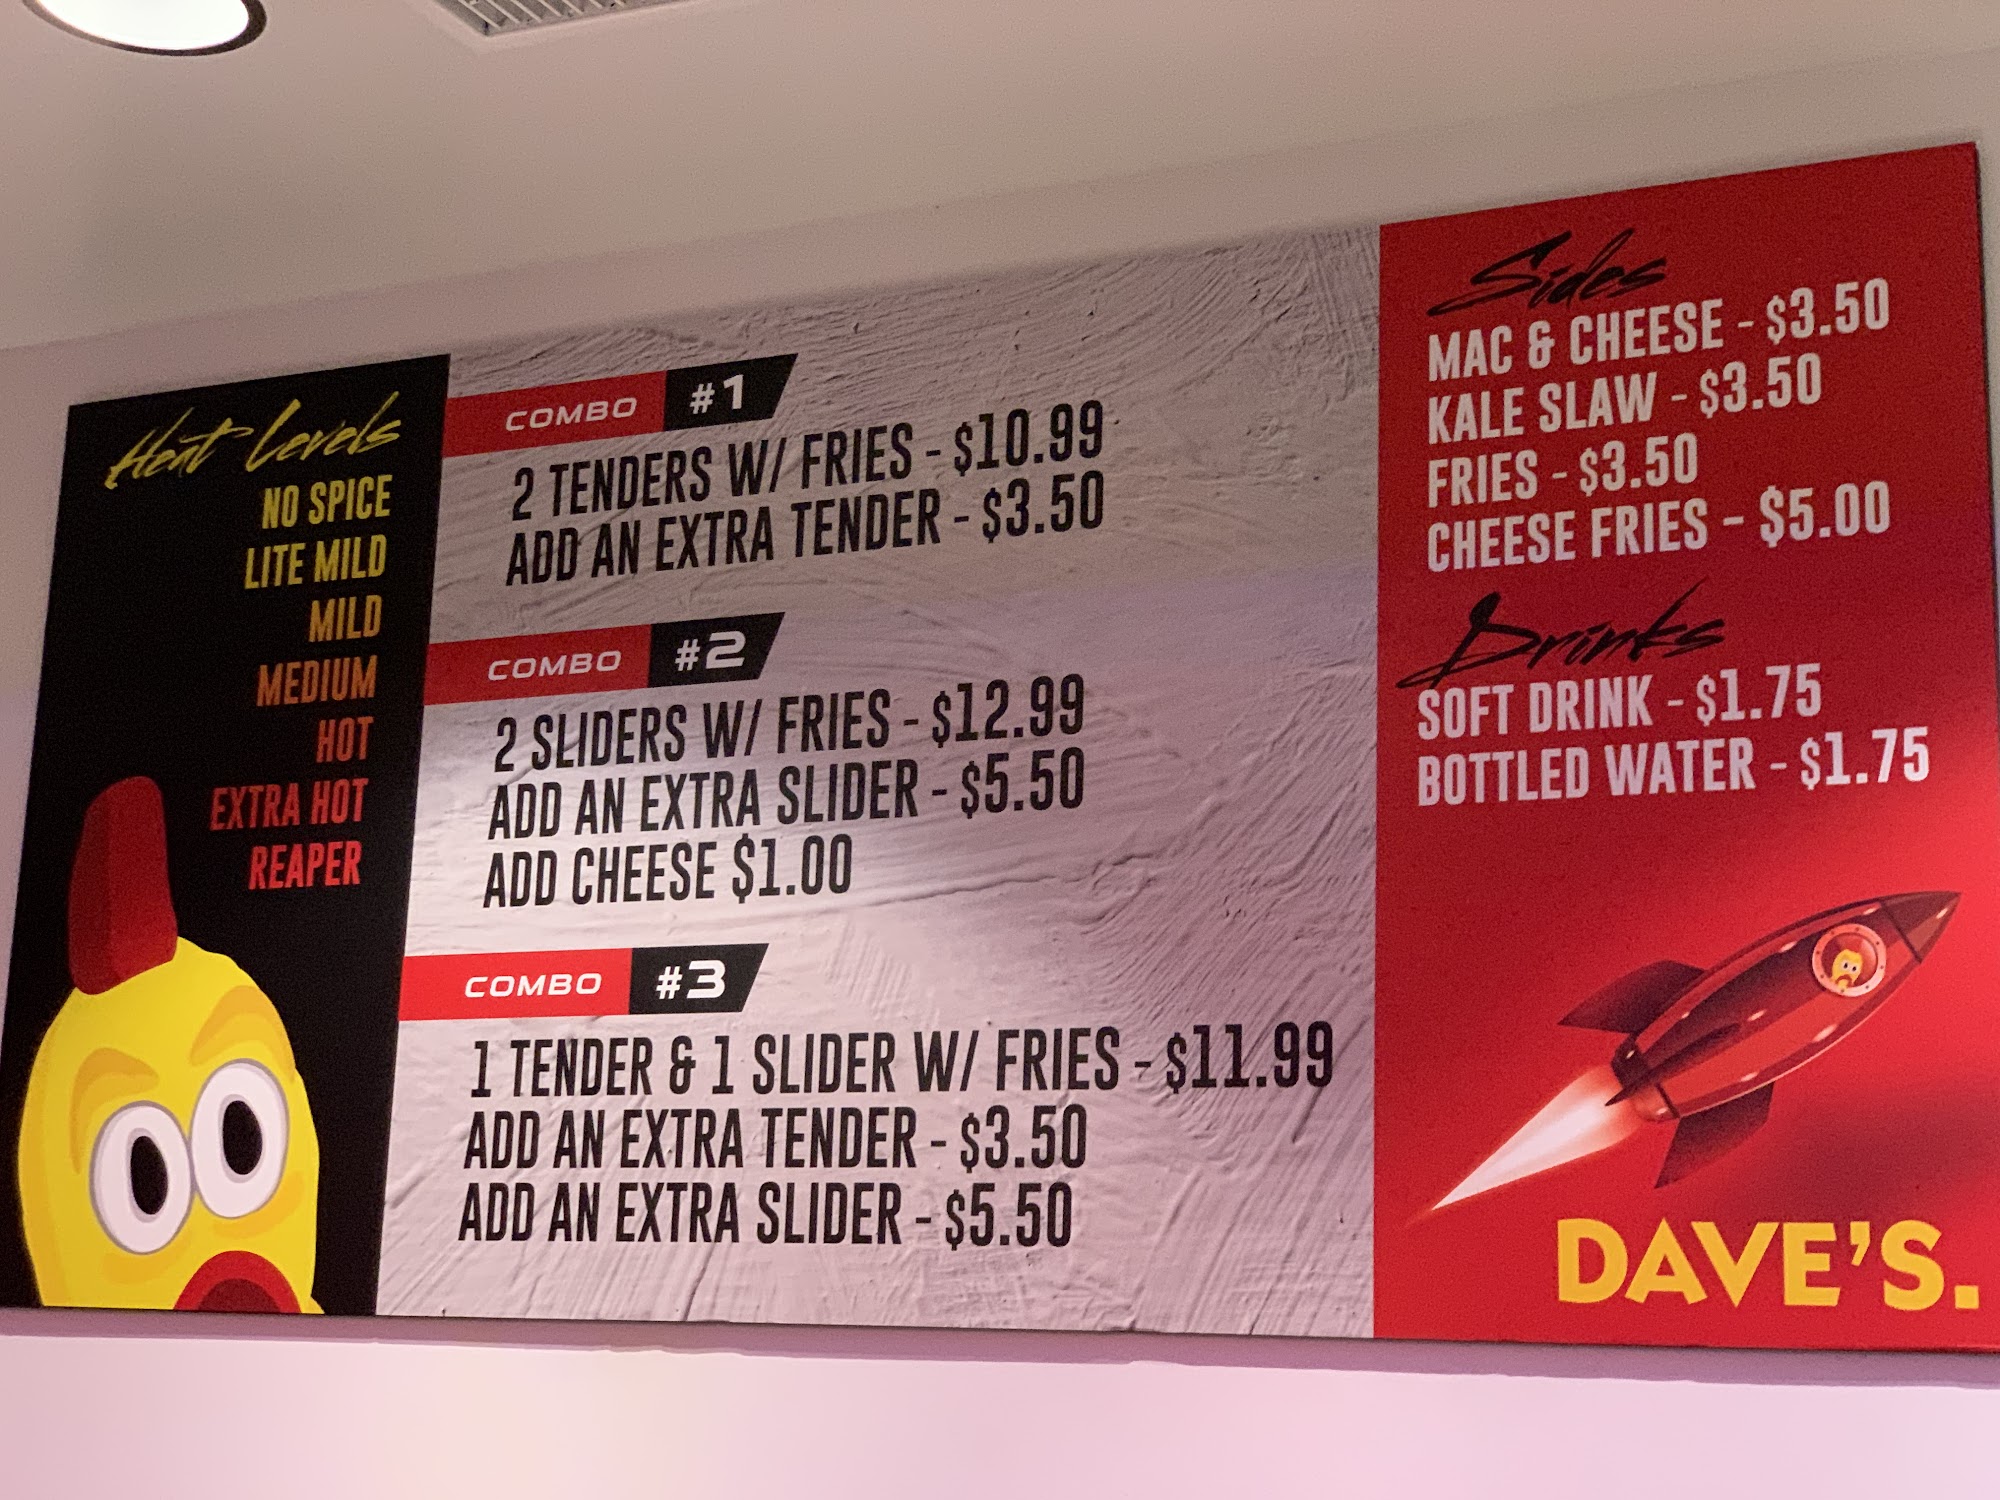 Heat Levels
NO SPICE
LITE MILD
MILD
MEDIUM
HOT
EXTRA HOT
REAPER
COMBO #1
2 TENDERS W/ FRIES - $10.99
ADD AN EXTRA TENDER - $3.50
COMBO #2
2 SLIDERS W/ FRIES - $12.99
ADD AN EXTRA SLIDER - $5.50
ADD CHEESE $1.00
COMBO #3
1 TENDER & 1 SLIDER W/ FRIES - $11.99
ADD AN EXTRA TENDER - $3.50
ADD AN EXTRA SLIDER - $5.50
Sides
MAC & CHEESE - $3.50
KALE SLAW - $3.50
FRIES - $3.50
CHEESE FRIES - $5.00
Drinks
SOFT DRINK - $1.75
BOTTLED WATER - $1.75
DAVE'S.